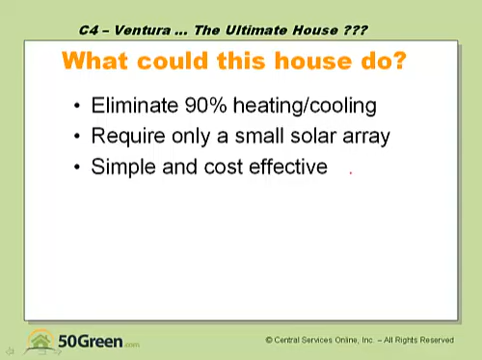 C4 – Ventura ... The Ultimate House ???
What could this house do?
• Eliminate 90% heating/cooling
• Require only a small solar array
• Simple and cost effective
50Green.com
© Central Services Online, Inc. – All Rights Reserved